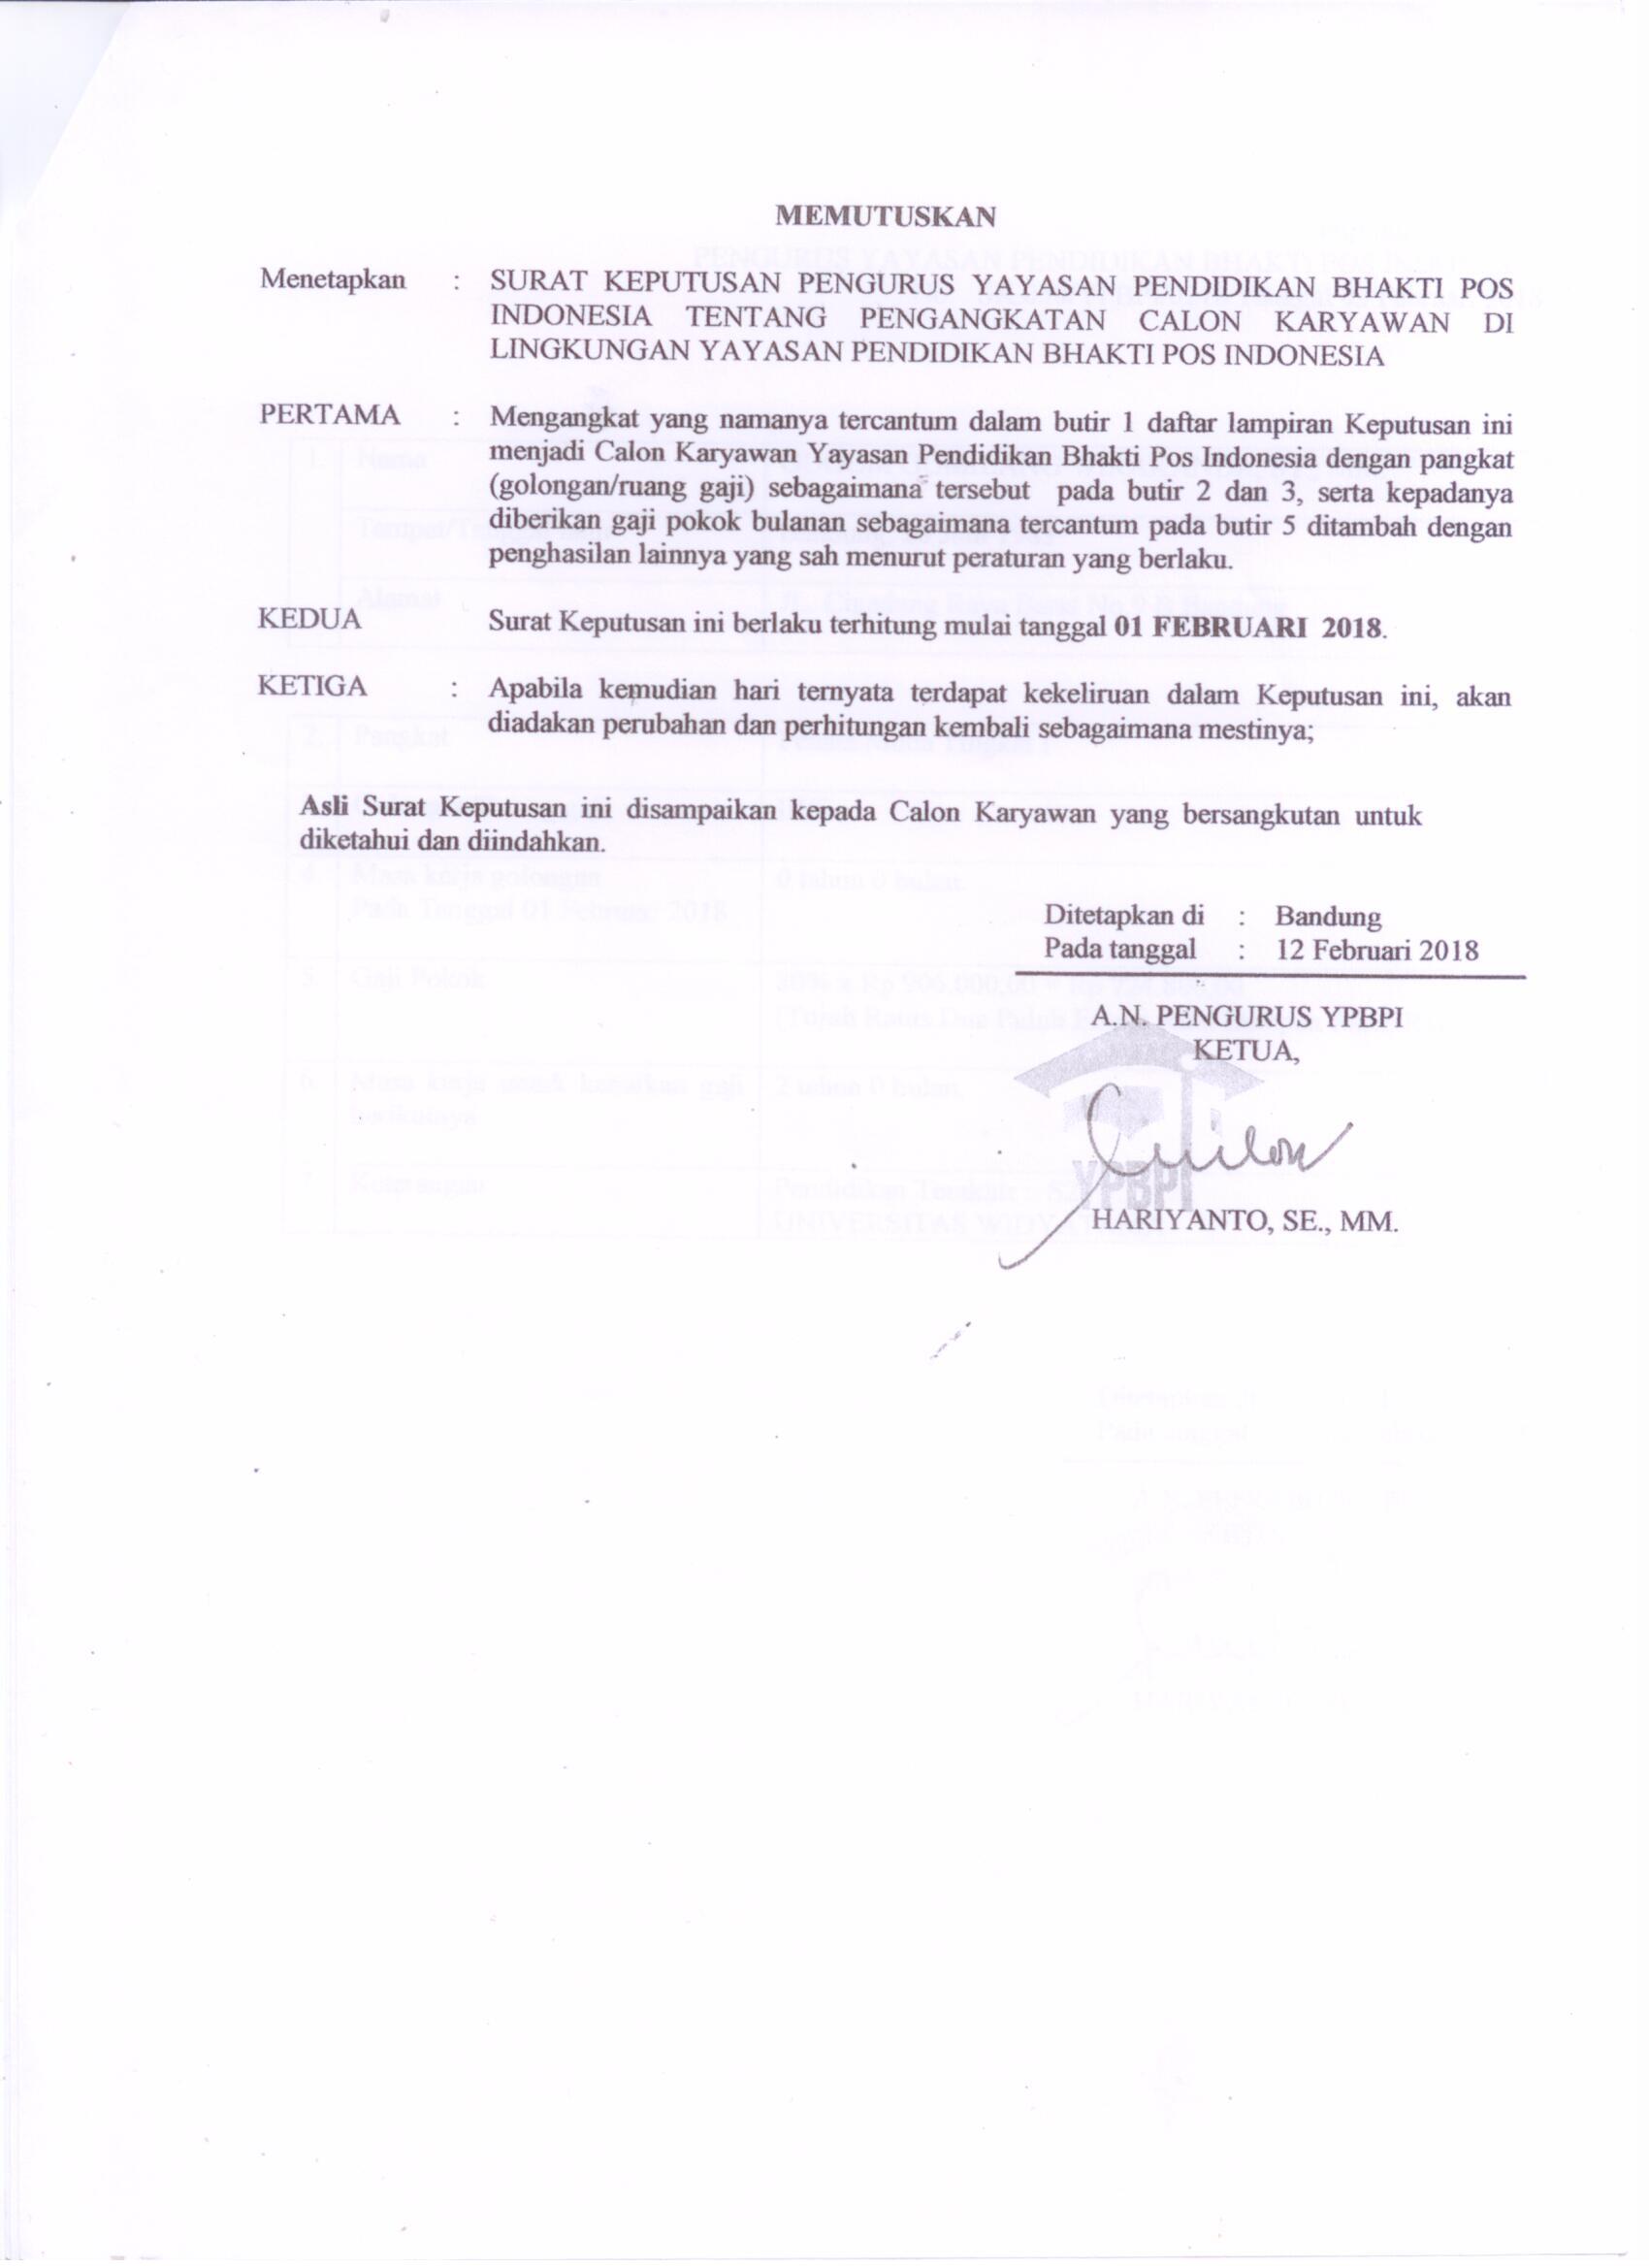 MEMUTUSKAN
Menetapkan : SURAT KEPUTUSAN PENGURUS YAYASAN PENDIDIKAN BHAKTI POS
INDONESIA TENTANG PENGANGKATAN CALON KARYAWAN DI
LINGKUNGAN YAYASAN PENDIDIKAN BHAKTI POS INDONESIA
PERTAMA : Mengangkat yang namanya tercantum dalam butir 1 daftar lampiran Keputusan ini
menjadi Calon Karyawan Yayasan Pendidikan Bhakti Pos Indonesia dengan pangkat
(golongan/ruang gaji) sebagaimana tersebut pada butir 2 dan 3, serta kepadanya
diberikan gaji pokok bulanan sebagaimana tercantum pada butir 5 ditambah dengan
penghasilan lainnya yang sah menurut peraturan yang berlaku.
KEDUA Surat Keputusan ini berlaku terhitung mulai tanggal 01 FEBRUARI 2018.
KETIGA : Apabila kemudian hari ternyata terdapat kekeliruan dalam Keputusan ini, akan
diadakan perubahan dan perhitungan kembali sebagaimana mestinya;
Asli Surat Keputusan ini disampaikan kepada Calon Karyawan yang bersangkutan untuk
diketahui dan diindahkan.
Ditetapkan di : Bandung
Pada tanggal : 12 Februari 2018
A.N. PENGURUS YPBPI
KETUA,
YPBPI
HARIYANTO, SE., MM.